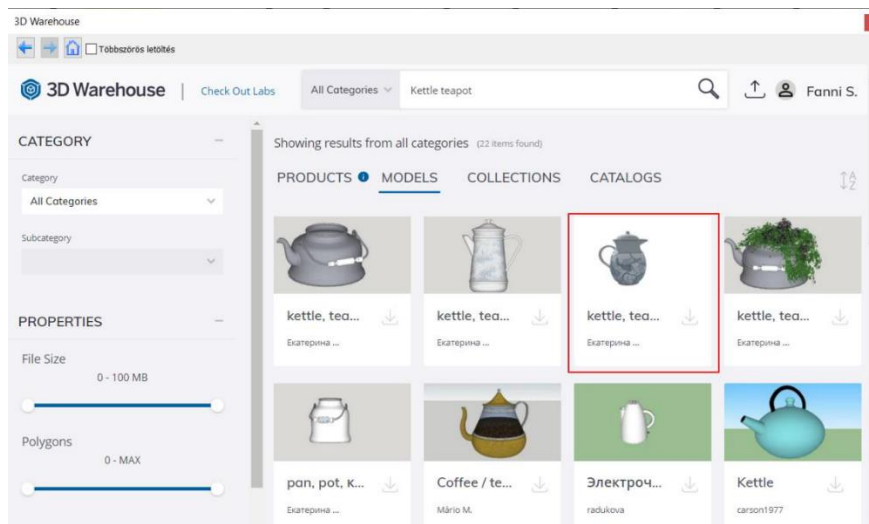 3D Warehouse
Többszörös letöltés
3D Warehouse | Check Out Labs All Categories Kettle teapot Fanni S.
CATEGORY
Category
All Categories
Subcategory
PROPERTIES
File Size
0 - 100 MB
Polygons
0 - MAX
Showing results from all categories (22 items found)
PRODUCTS MODELS COLLECTIONS CATALOGS
kettle, tea... kettle, tea... kettle, tea... kettle, tea...
Екатерина ... Екатерина ... Екатерина ... Екатерина ...
pan, pot, к... Coffee / te... Электроч... Kettle
Екатерина ... Mário M. radukova carson1977